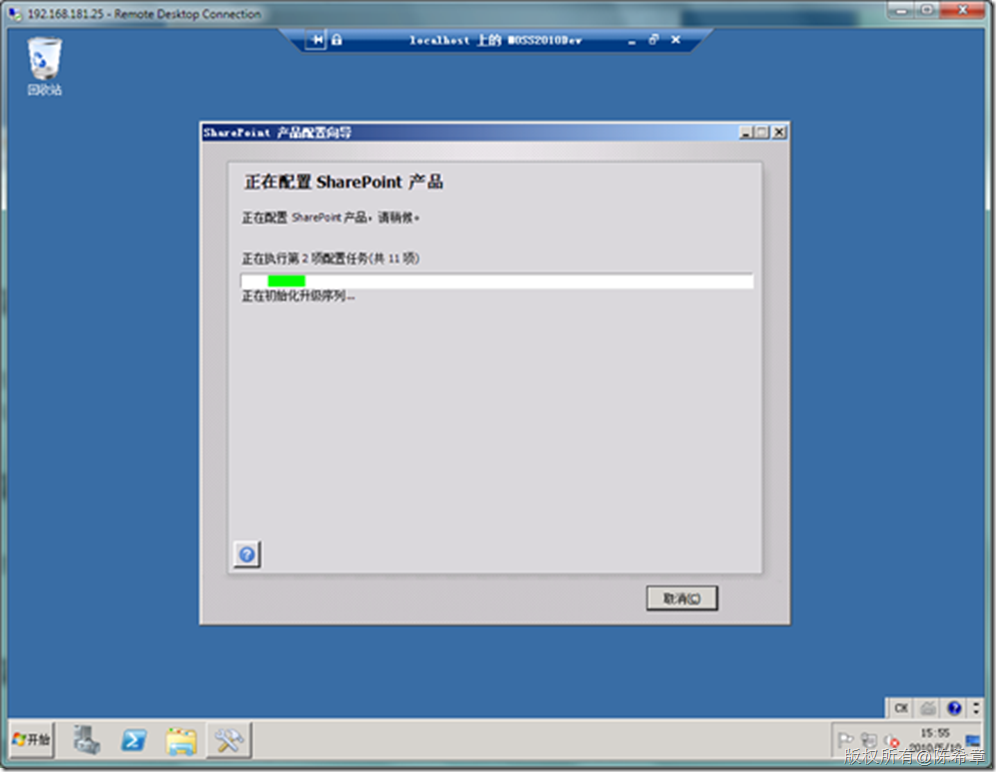 192.168.181.25 - Remote Desktop Connection
localhost 上的 MOSS2010Dev
回收站
SharePoint 产品配置向导
正在配置 SharePoint 产品
正在配置 SharePoint 产品，请稍候。
正在执行第 2 项配置任务(共 11 项)
正在初始化升级序列...
取消(C)
CH
开始
15:55
版权所有@陈希章